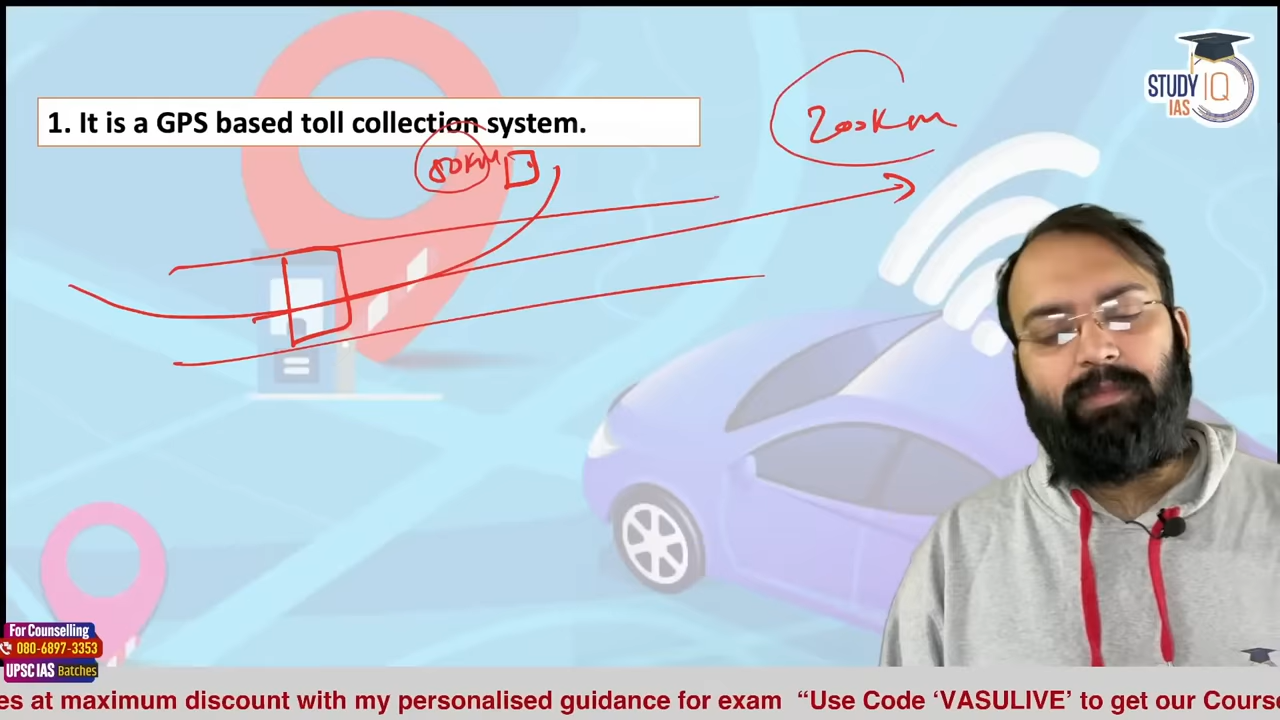 STUDY IQ
IAS
1. It is a GPS based toll collection system.
200km
50km
For Counselling
080-6897-3353
UPSC IAS Batches
es at maximum discount with my personalised guidance for exam “Use Code ‘VASULIVE’ to get our Course